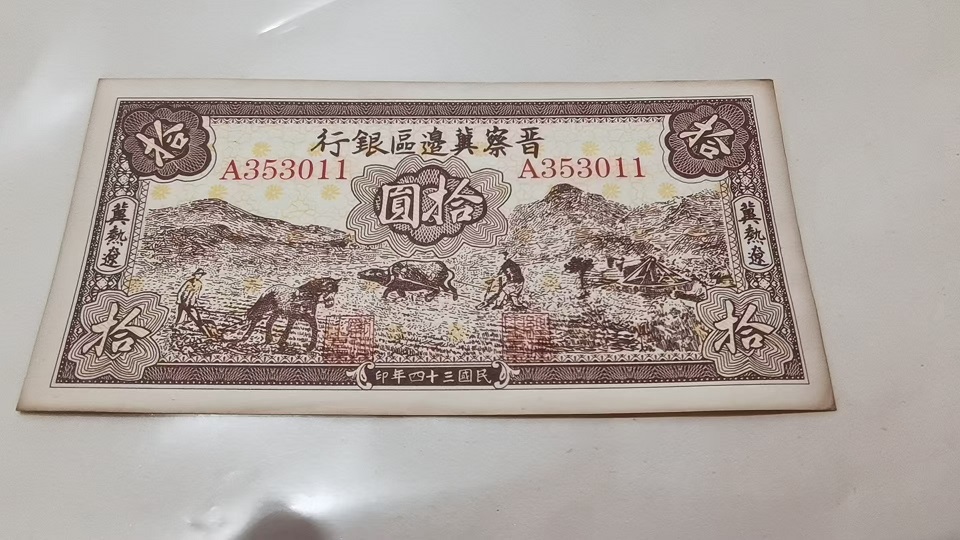 拾
拾
晉察冀邊區銀行
A353011
A353011
拾圓
冀熱遼
冀熱遼
拾
拾
民國三十四年印